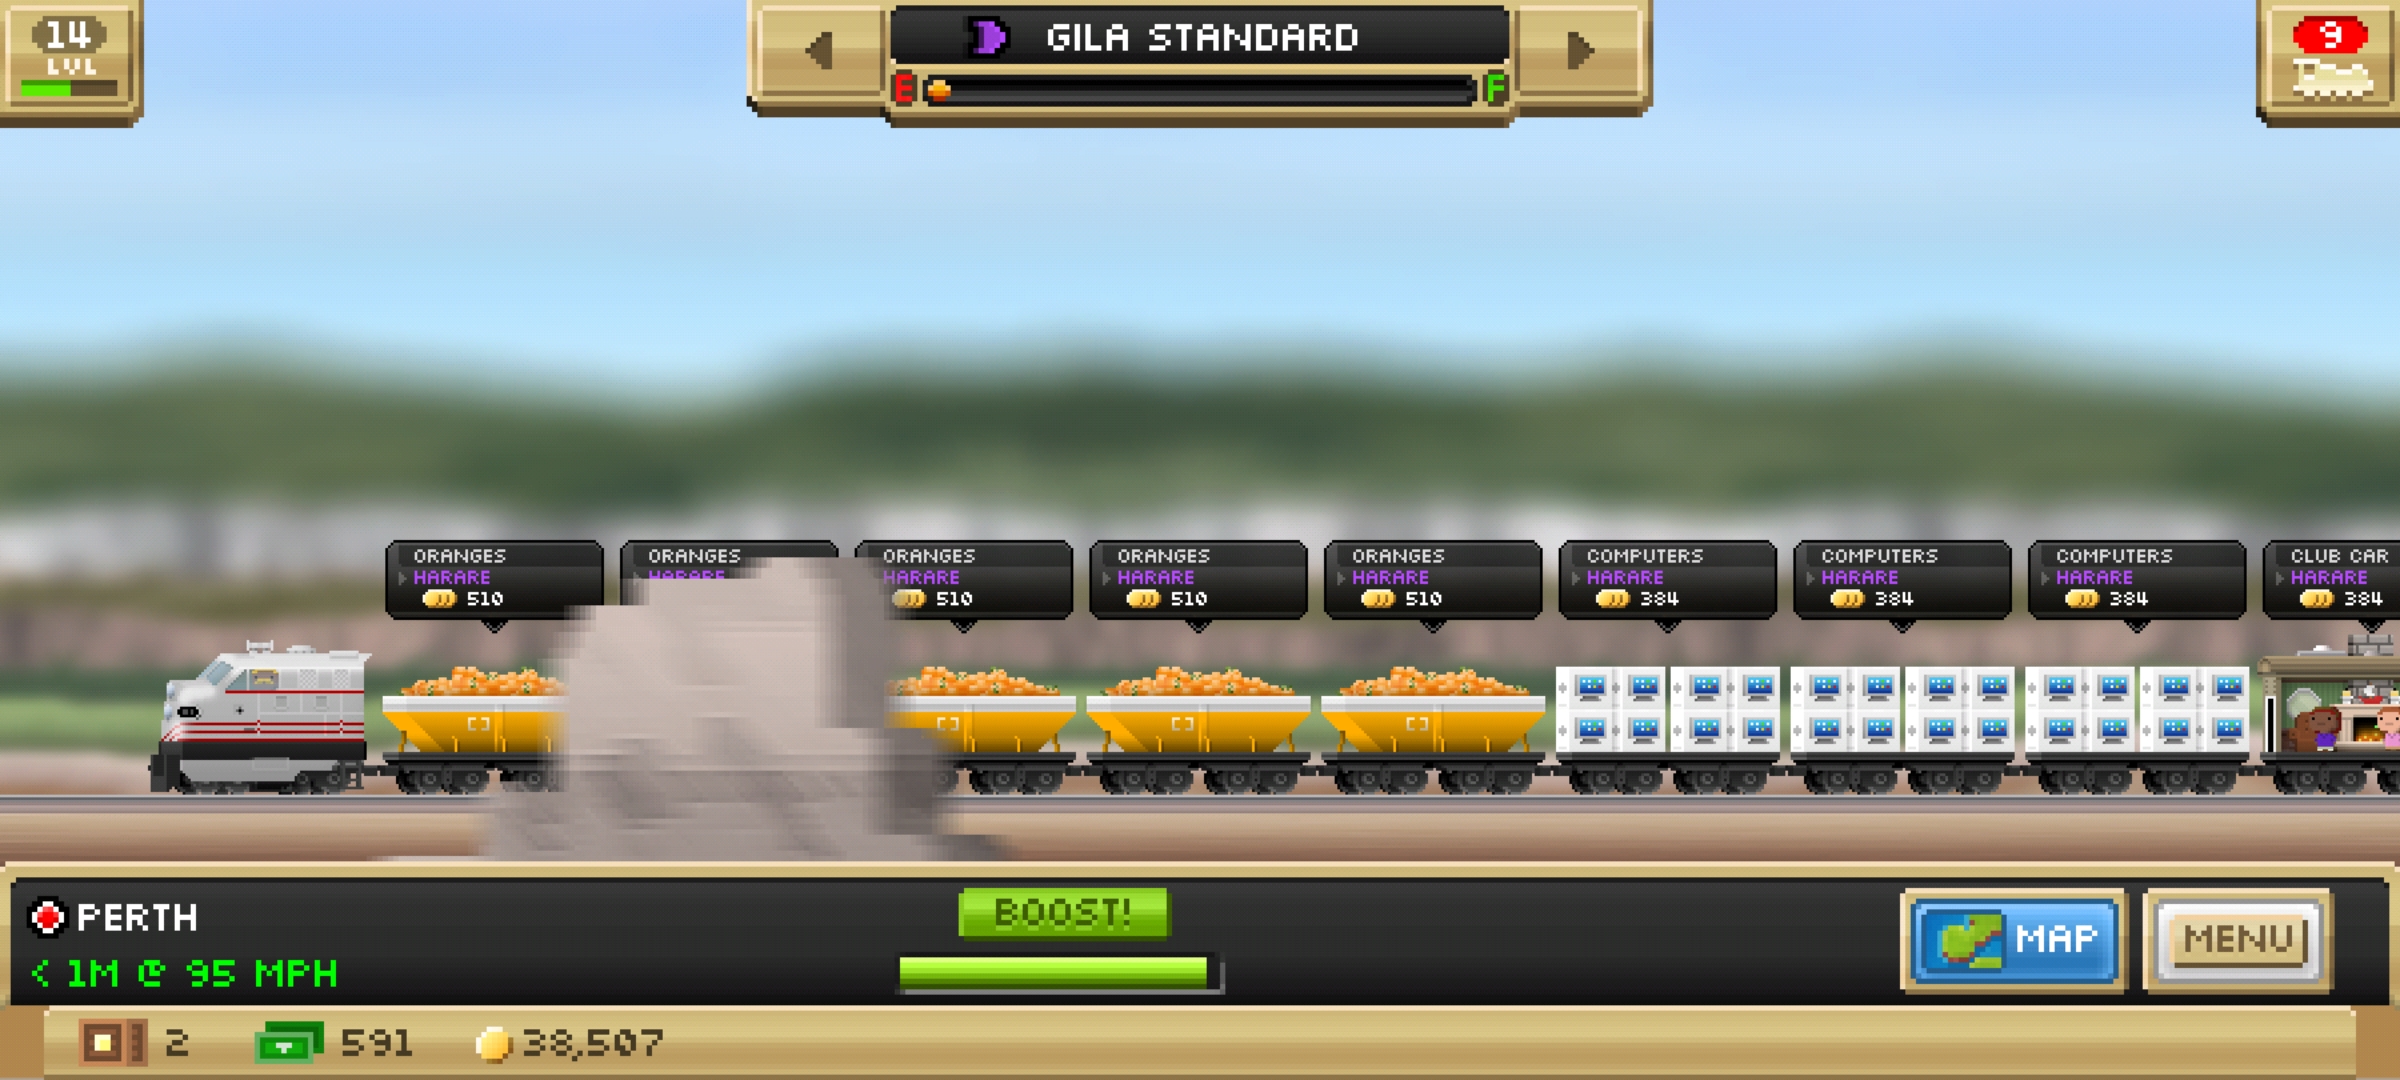 14
LVL
GILA STANDARD
E F
9
ORANGES
HARARE
510
ORANGES
HARARE
ORANGES
HARARE
510
ORANGES
HARARE
510
ORANGES
HARARE
510
COMPUTERS
HARARE
384
COMPUTERS
HARARE
384
COMPUTERS
HARARE
384
CLUB CAR
HARARE
384
PERTH
< 1M @ 95 MPH
BOOST!
MAP
MENU
2
591
38,507